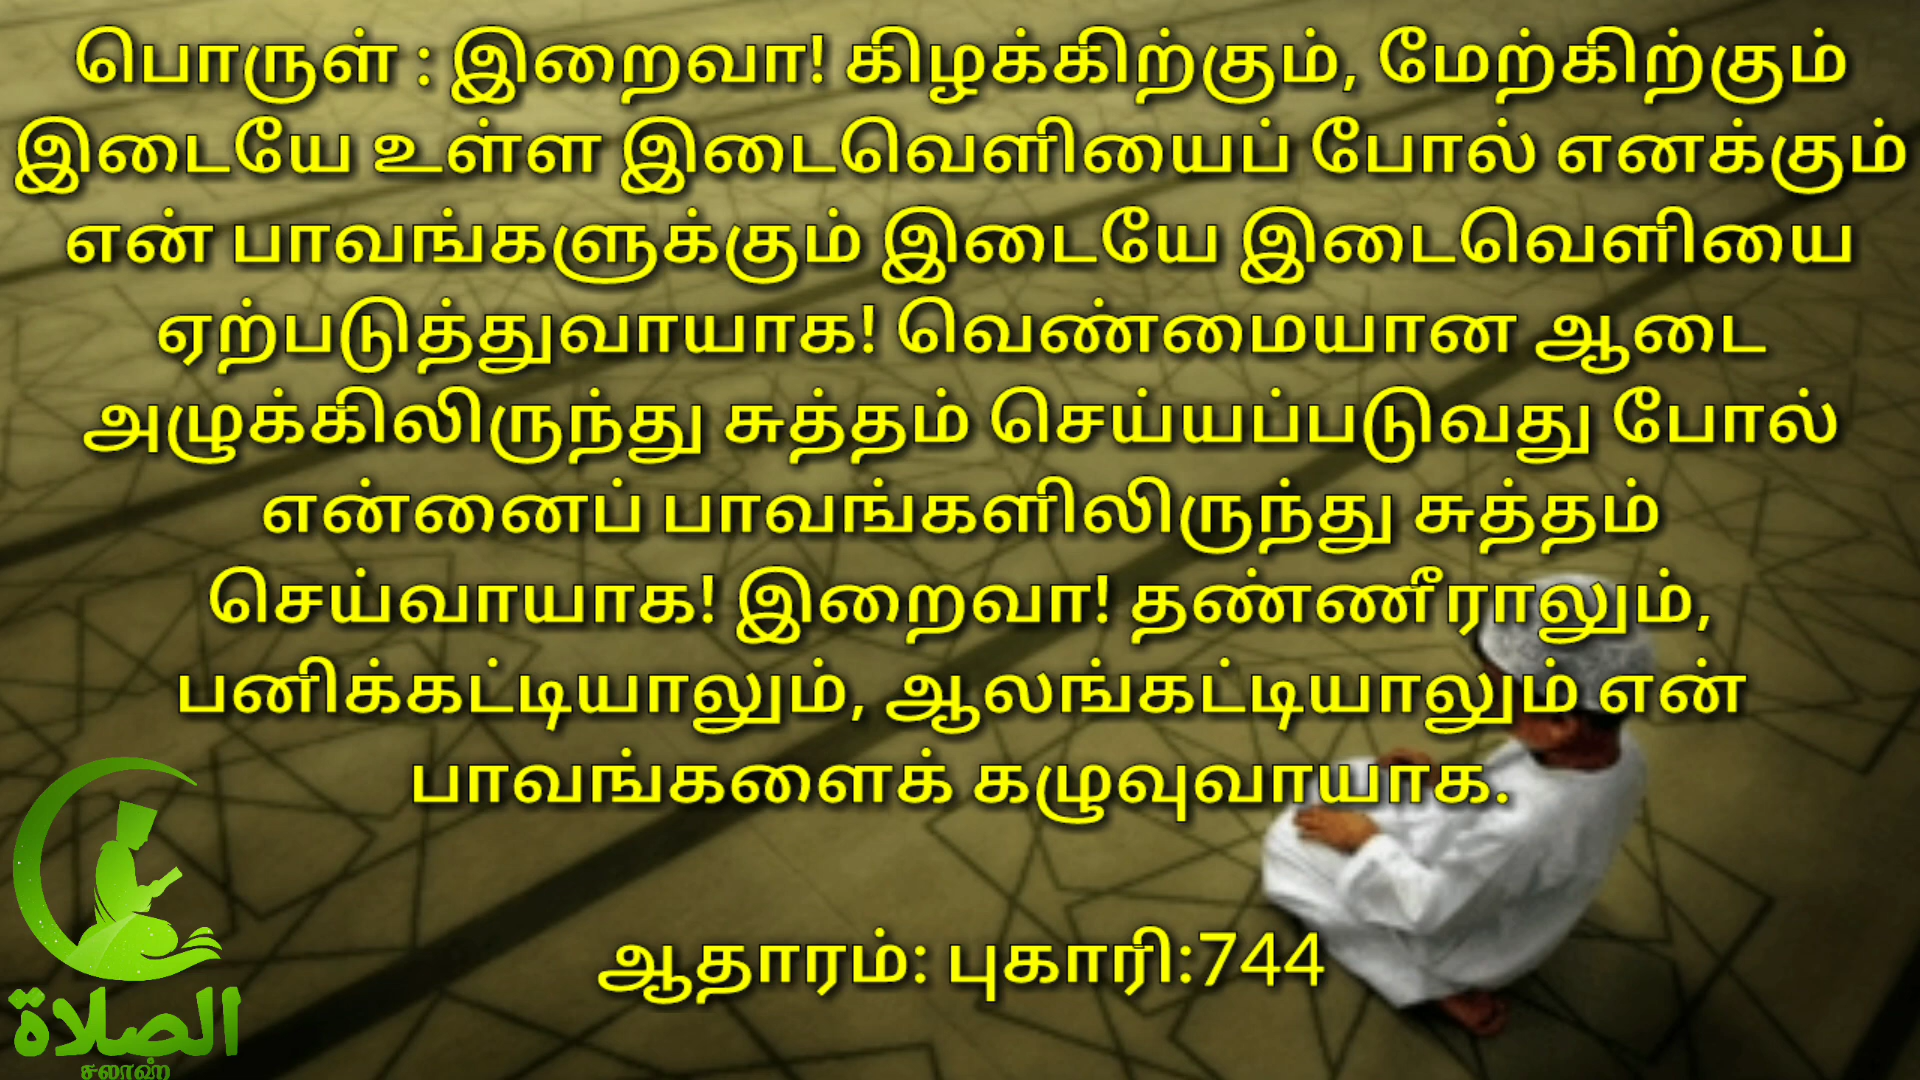 பொருள் : இறைவா! கிழக்கிற்கும், மேற்கிற்கும்
இடையே உள்ள இடைவெளியைப் போல் எனக்கும்
என் பாவங்களுக்கும் இடையே இடைவெளியை
ஏற்படுத்துவாயாக! வெண்மையான ஆடை
அழுக்கிலிருந்து சுத்தம் செய்யப்படுவது போல்
என்னைப் பாவங்களிலிருந்து சுத்தம்
செய்வாயாக! இறைவா! தண்ணீராலும்,
பனிக்கட்டியாலும், ஆலங்கட்டியாலும் என்
பாவங்களைக் கழுவுவாயாக.
ஆதாரம்: புகாரி:744
الصلاة
சலாஹ்